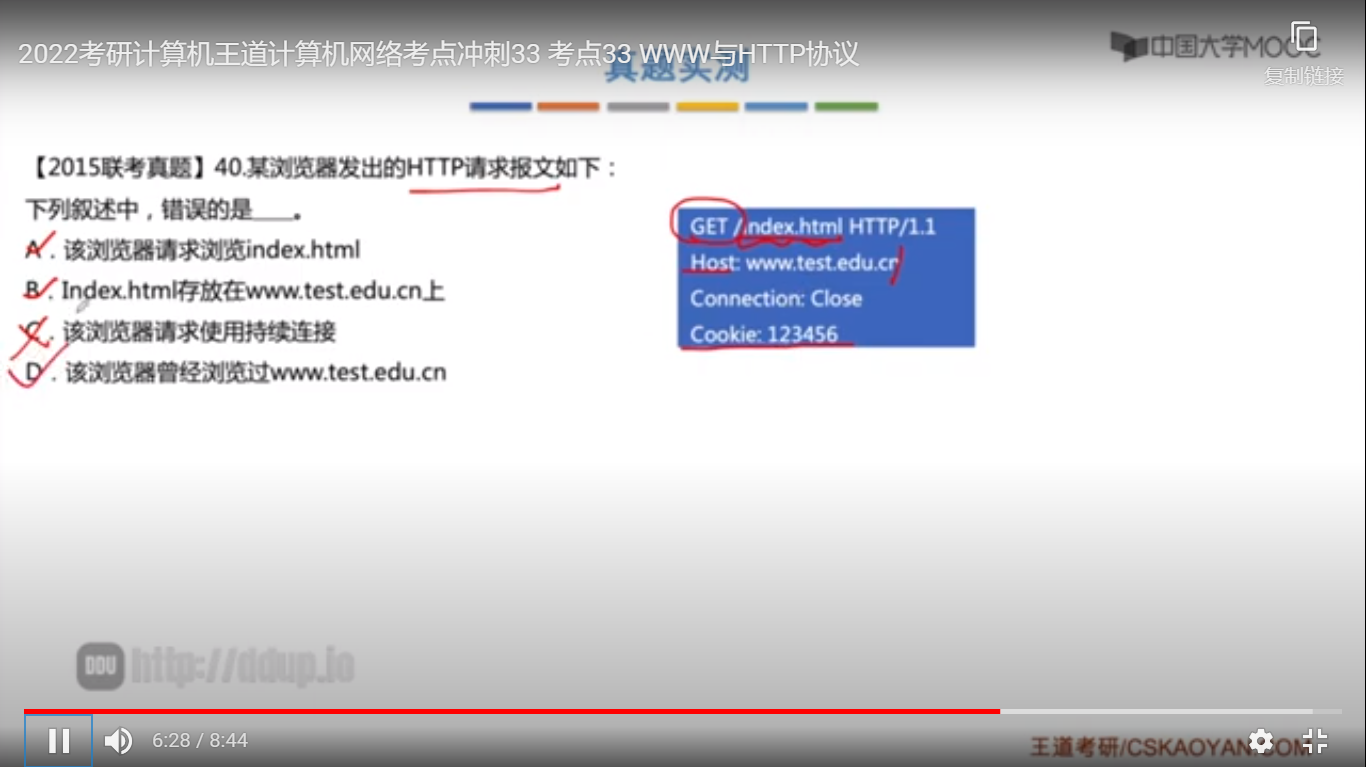 2022考研计算机王道计算机网络考点冲刺33 考点33 WWW与HTTP协议
中国大学MOOC
复制链接
真题实测
【2015联考真题】40.某浏览器发出的HTTP请求报文如下：
下列叙述中，错误的是____。
A．该浏览器请求浏览index.html
B．Index.html存放在www.test.edu.cn上
C．该浏览器请求使用持续连接
D．该浏览器曾经浏览过www.test.edu.cn
GET /index.html HTTP/1.1
Host: www.test.edu.cn
Connection: Close
Cookie: 123456
DDU http://ddup.io
6:28 / 8:44
王道考研/CSKAOYAN.COM